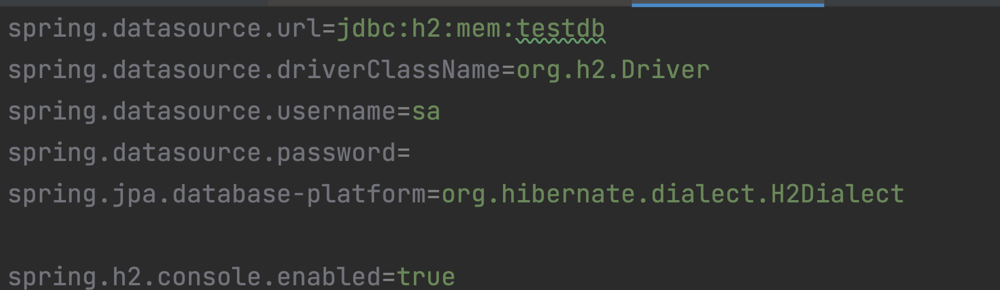 spring.datasource.url=jdbc:h2:mem:testdb
spring.datasource.driverClassName=org.h2.Driver
spring.datasource.username=sa
spring.datasource.password=
spring.jpa.database-platform=org.hibernate.dialect.H2Dialect
spring.h2.console.enabled=true